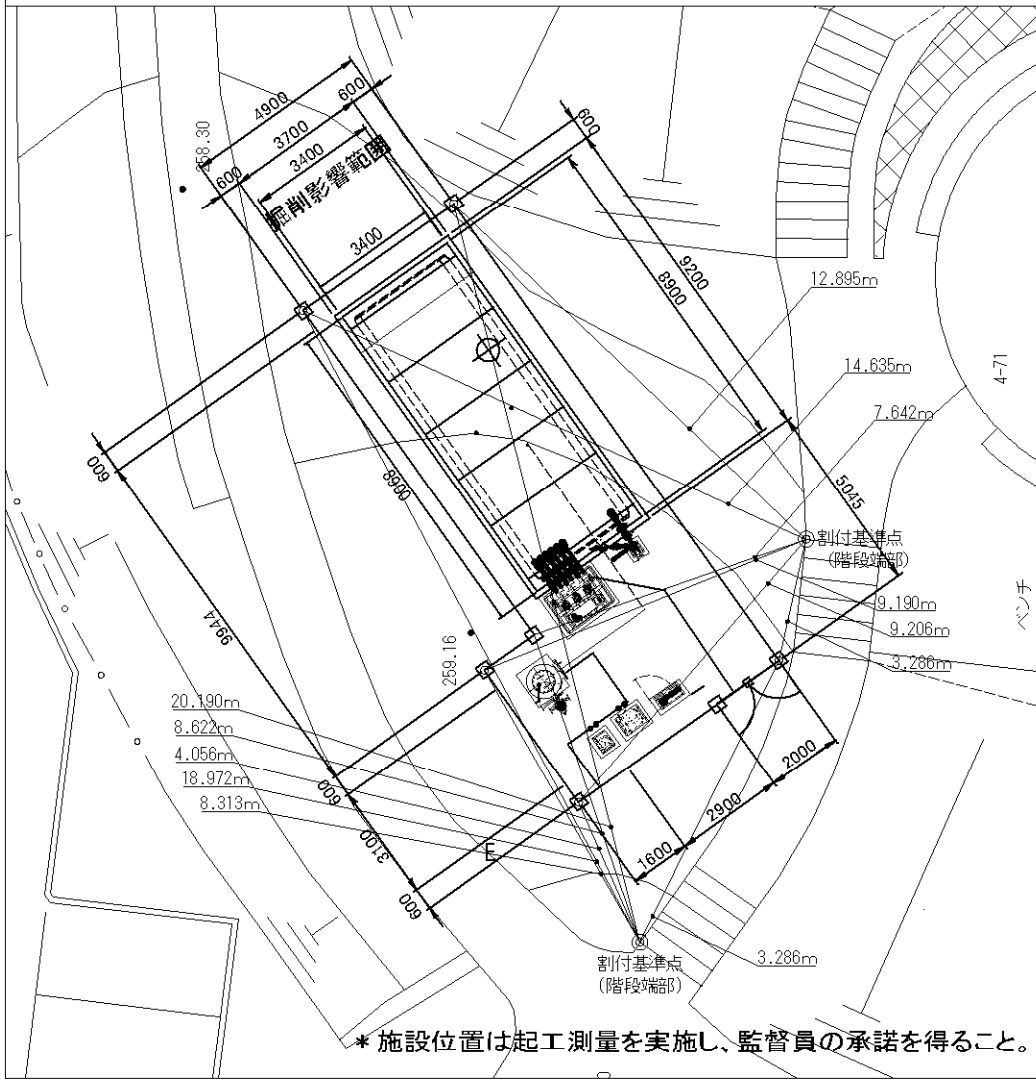 4900
600
3700
600
3400
258.30
掘削影響範囲
600
3400
9200
8900
12.895m
14.635m
7.642m
4-71
600
8900
5045
割付基準点
(階段端部)
ベンチ
9.190m
9.206m
3.286m
9944
259.16
20.190m
8.622m
4.056m
18.972m
8.313m
600
3100
600
E
2000
2900
1600
割付基準点
(階段端部)
3.286m
*施設位置は起工測量を実施し、監督員の承諾を得ること。